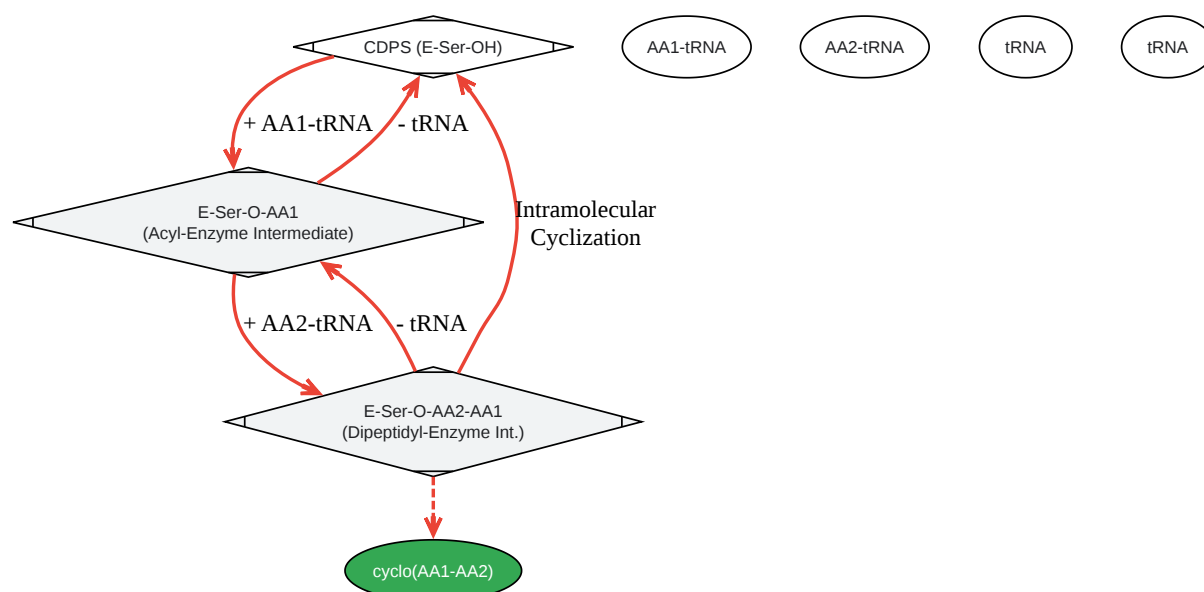 CDPS (E-Ser-OH)
AA1-tRNA
AA2-tRNA
tRNA
tRNA
+ AA1-tRNA
- tRNA
E-Ser-O-AA1
(Acyl-Enzyme Intermediate)
Intramolecular
Cyclization
+ AA2-tRNA
- tRNA
E-Ser-O-AA2-AA1
(Dipeptidyl-Enzyme Int.)
cyclo(AA1-AA2)